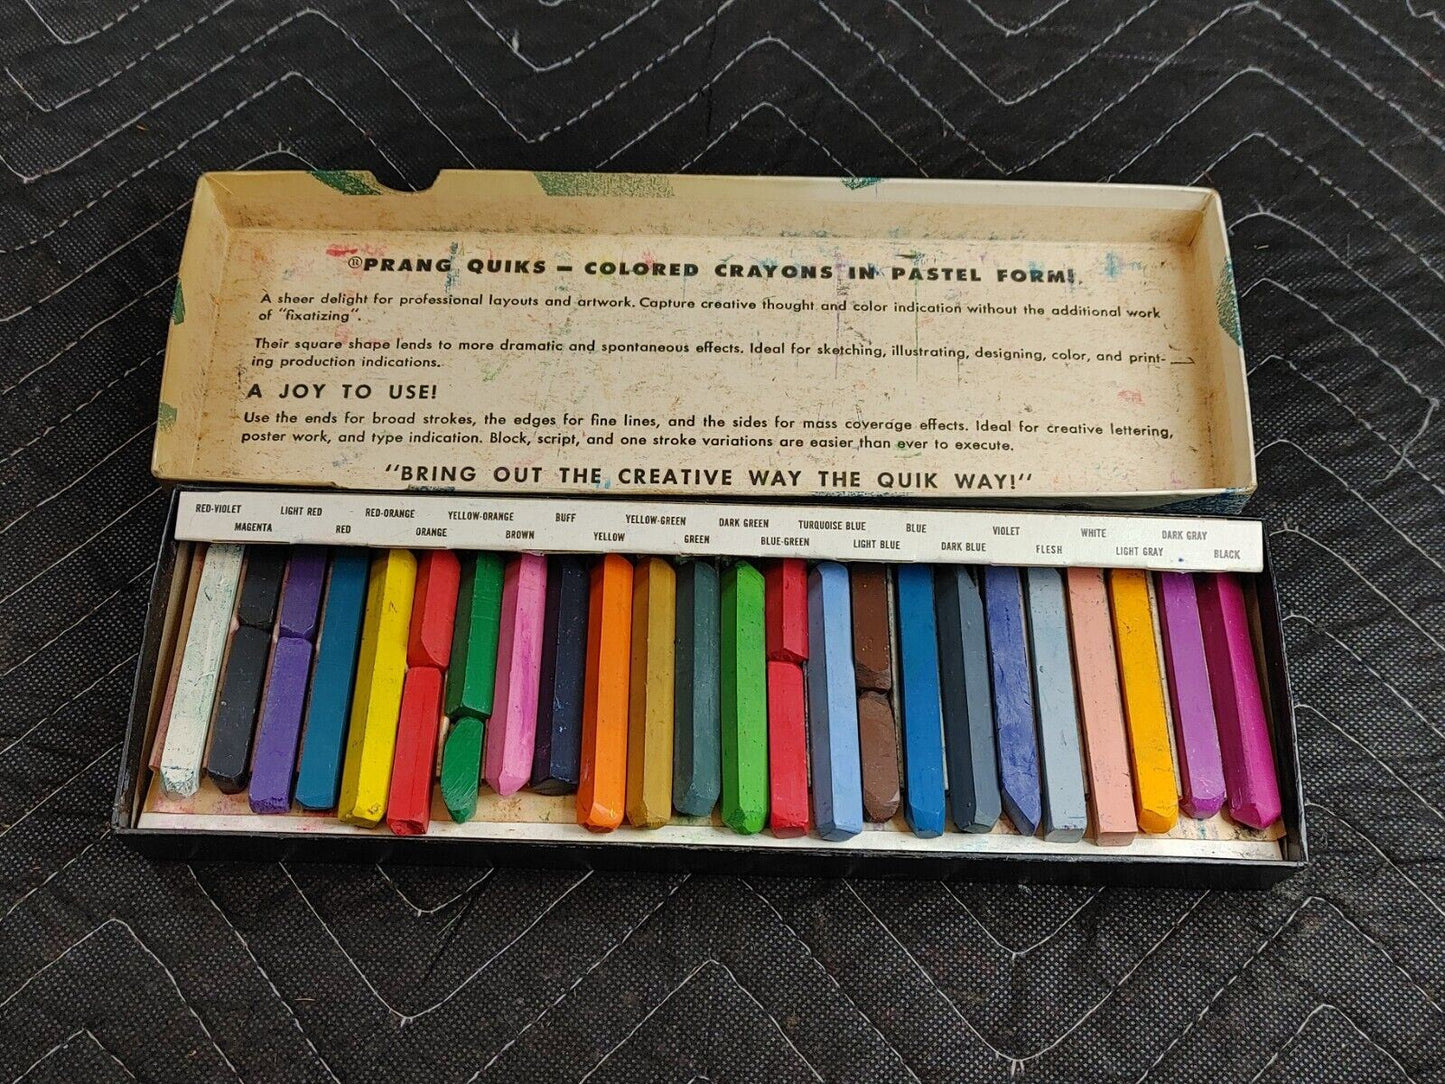 ®PRANG QUIKS — COLORED CRAYONS IN PASTEL FORM!
A sheer delight for professional layouts and artwork. Capture creative thought and color indication without the additional work
of "fixatizing".
Their square shape lends to more dramatic and spontaneous effects. Ideal for sketching, illustrating, designing, color, and print-
ing production indications.
A JOY TO USE!
Use the ends for broad strokes, the edges for fine lines, and the sides for mass coverage effects. Ideal for creative lettering,
poster work, and type indication. Block, script, and one stroke variations are easier than ever to execute.
"BRING OUT THE CREATIVE WAY THE QUIK WAY!"
RED-VIOLET LIGHT RED RED-ORANGE YELLOW-ORANGE BUFF YELLOW-GREEN DARK GREEN TURQUOISE BLUE BLUE VIOLET WHITE DARK GRAY
MAGENTA RED ORANGE BROWN YELLOW GREEN BLUE-GREEN LIGHT BLUE DARK BLUE FLESH LIGHT GRAY BLACK